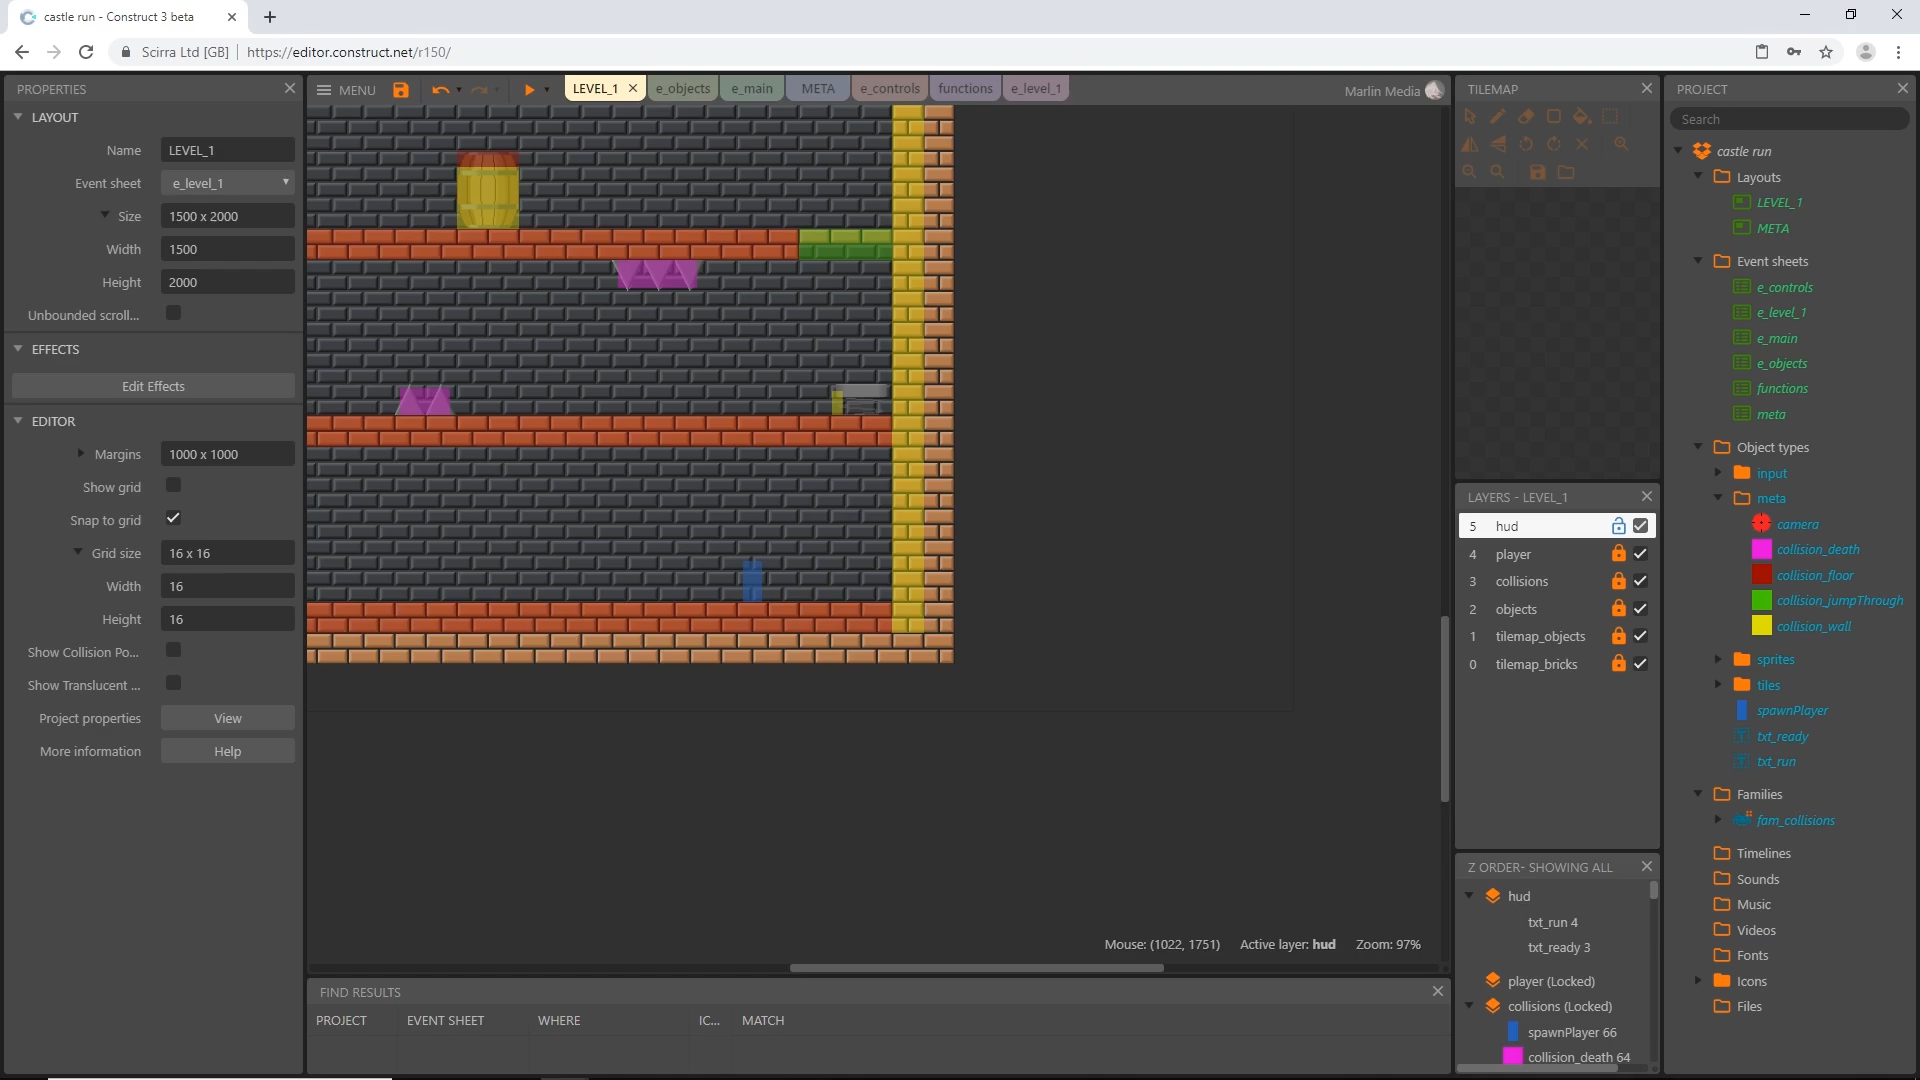 castle run - Construct 3 beta
Scirra Ltd [GB] https://editor.construct.net/r150/
PROPERTIES
LAYOUT
Name LEVEL_1
Event sheet e_level_1
Size 1500 x 2000
Width 1500
Height 2000
Unbounded scroll...
EFFECTS
Edit Effects
EDITOR
Margins 1000 x 1000
Show grid
Snap to grid
Grid size 16 x 16
Width 16
Height 16
Show Collision Po...
Show Translucent ...
Project properties View
More information Help
MENU
LEVEL_1 e_objects e_main META e_controls functions e_level_1
Marlin Media
Mouse: (1022, 1751) Active layer: hud Zoom: 97%
FIND RESULTS
PROJECT EVENT SHEET WHERE IC... MATCH
TILEMAP
LAYERS - LEVEL_1
5 hud
4 player
3 collisions
2 objects
1 tilemap_objects
0 tilemap_bricks
Z ORDER- SHOWING ALL
hud
txt_run 4
txt_ready 3
player (Locked)
collisions (Locked)
spawnPlayer 66
collision_death 64
PROJECT
Search
castle run
Layouts
LEVEL_1
META
Event sheets
e_controls
e_level_1
e_main
e_objects
functions
meta
Object types
input
meta
camera
collision_death
collision_floor
collision_jumpThrough
collision_wall
sprites
tiles
spawnPlayer
txt_ready
txt_run
Families
fam_collisions
Timelines
Sounds
Music
Videos
Fonts
Icons
Files